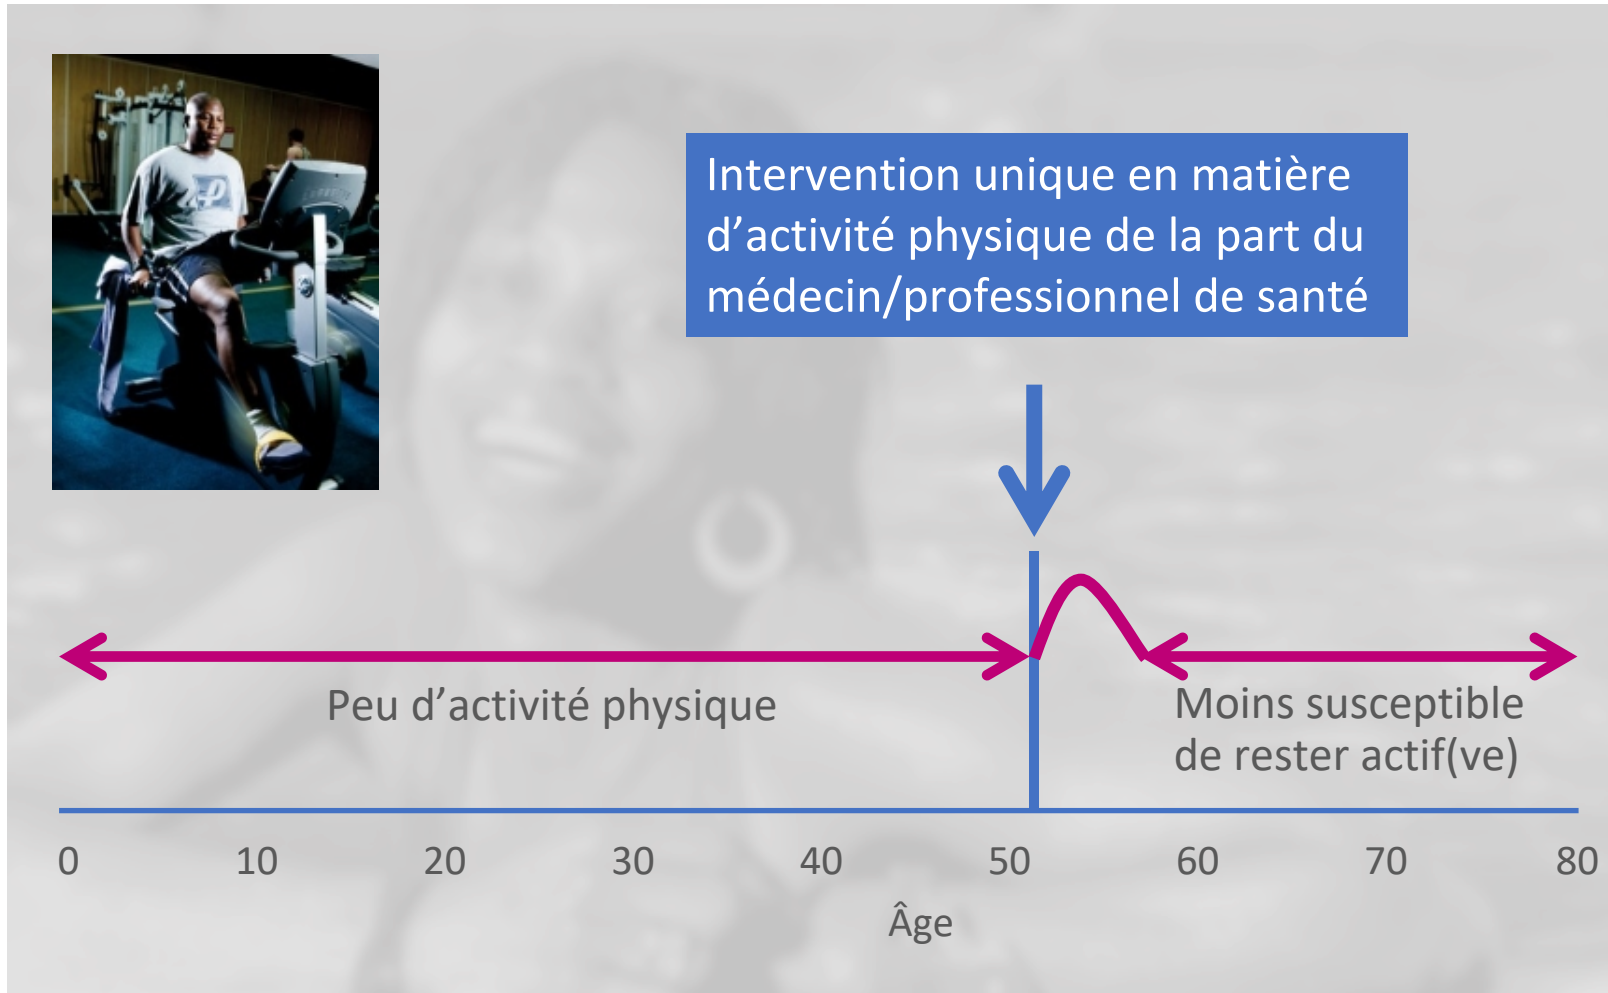 Intervention unique en matière
d’activité physique de la part du
médecin/professionnel de santé
Peu d’activité physique
Moins susceptible
de rester actif(ve)
0 10 20 30 40 50 60 70 80
Âge